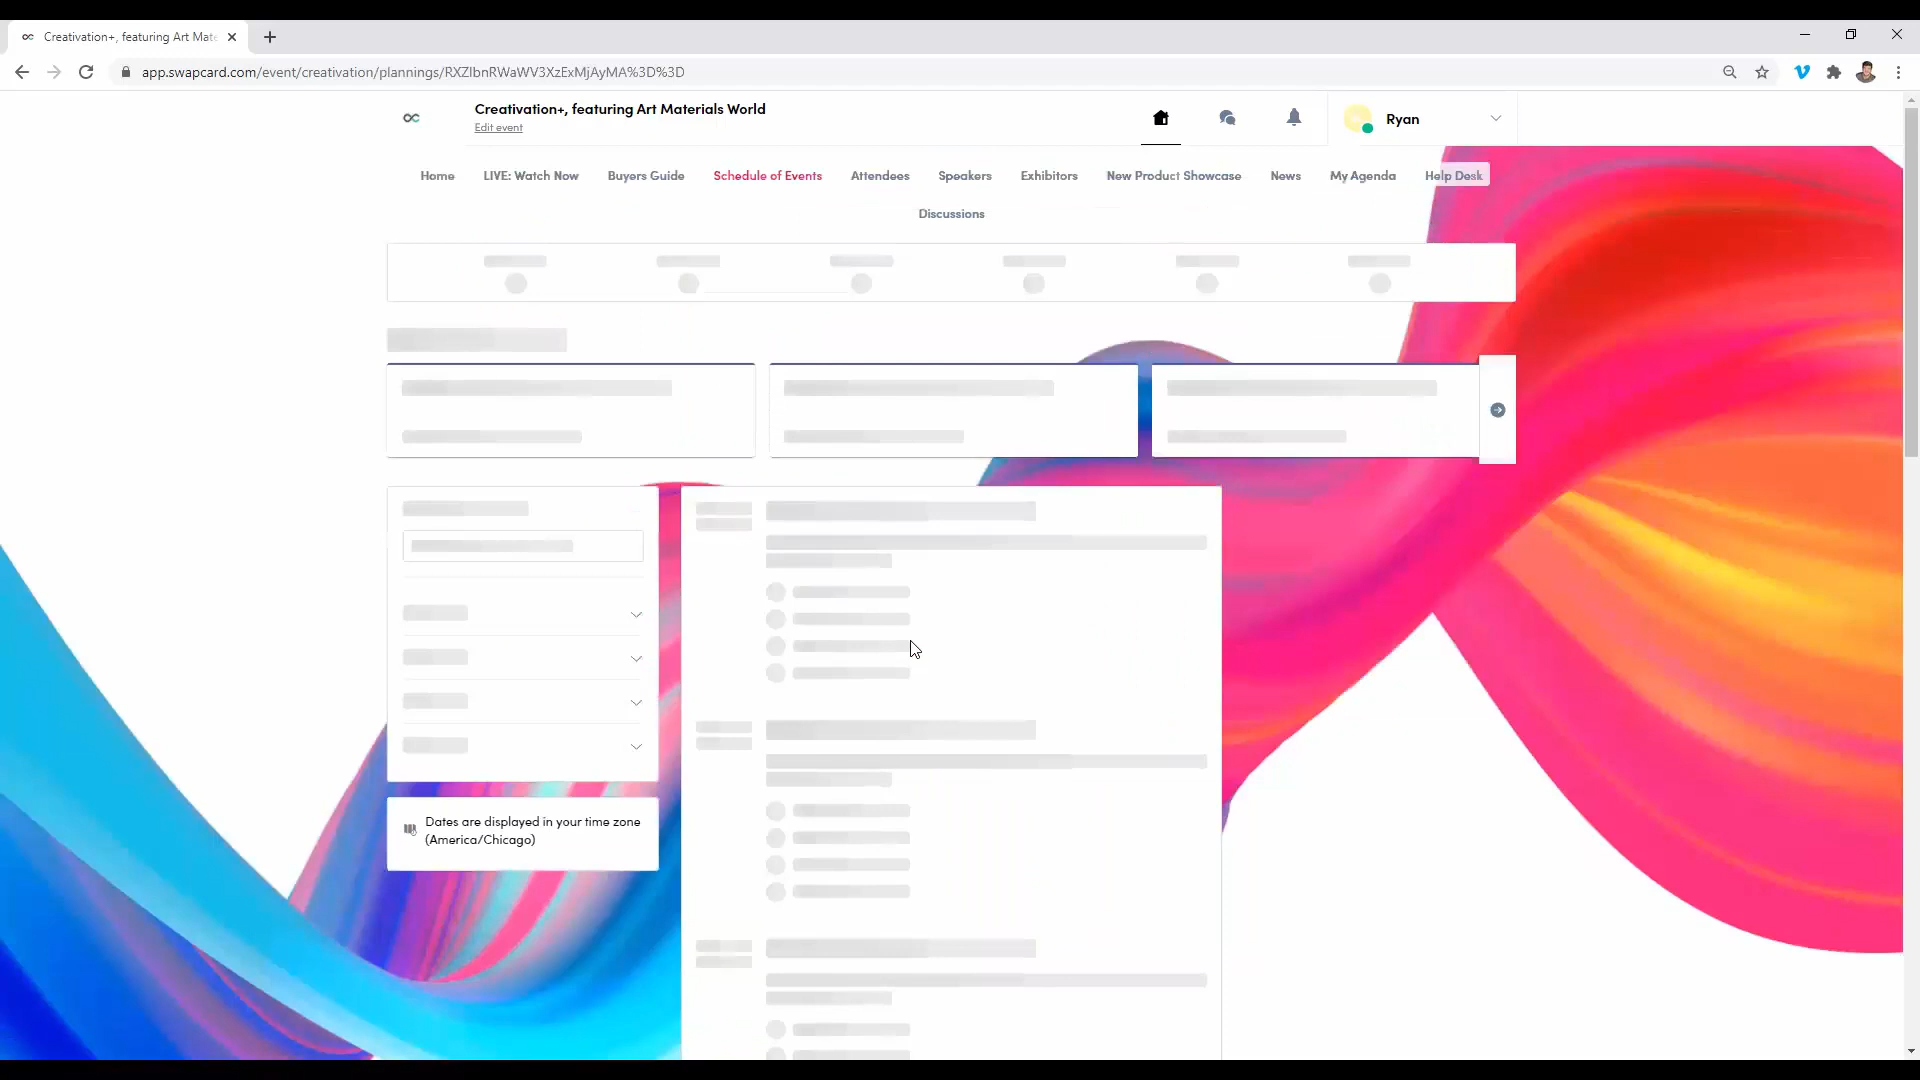 Creativation+, featuring Art Mate
app.swapcard.com/event/creation/plannings/RXZlbnRWaWV3XzExMjAyMA%3D%3D
Creativation+, featuring Art Materials World
Edit event
Ryan
Home LIVE: Watch Now Buyers Guide Schedule of Events Attendees Speakers Exhibitors New Product Showcase News My Agenda Help Desk
Discussions
Dates are displayed in your time zone
(America/Chicago)